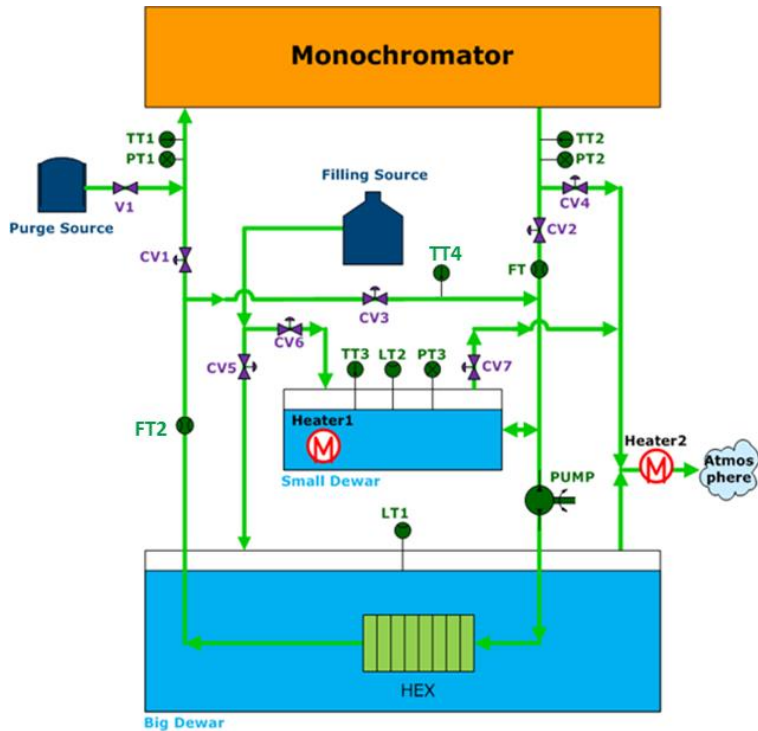 Monochromator
TT1
TT2
PT1
PT2
Filling Source
V1
CV4
Purge Source
CV1
CV2
TT4
FT
CV3
CV6
CV5
TT3
LT2
PT3
CV7
FT2
Heater1
Heater2
Atmos
phere
Small Dewar
PUMP
LT1
HEX
Big Dewar